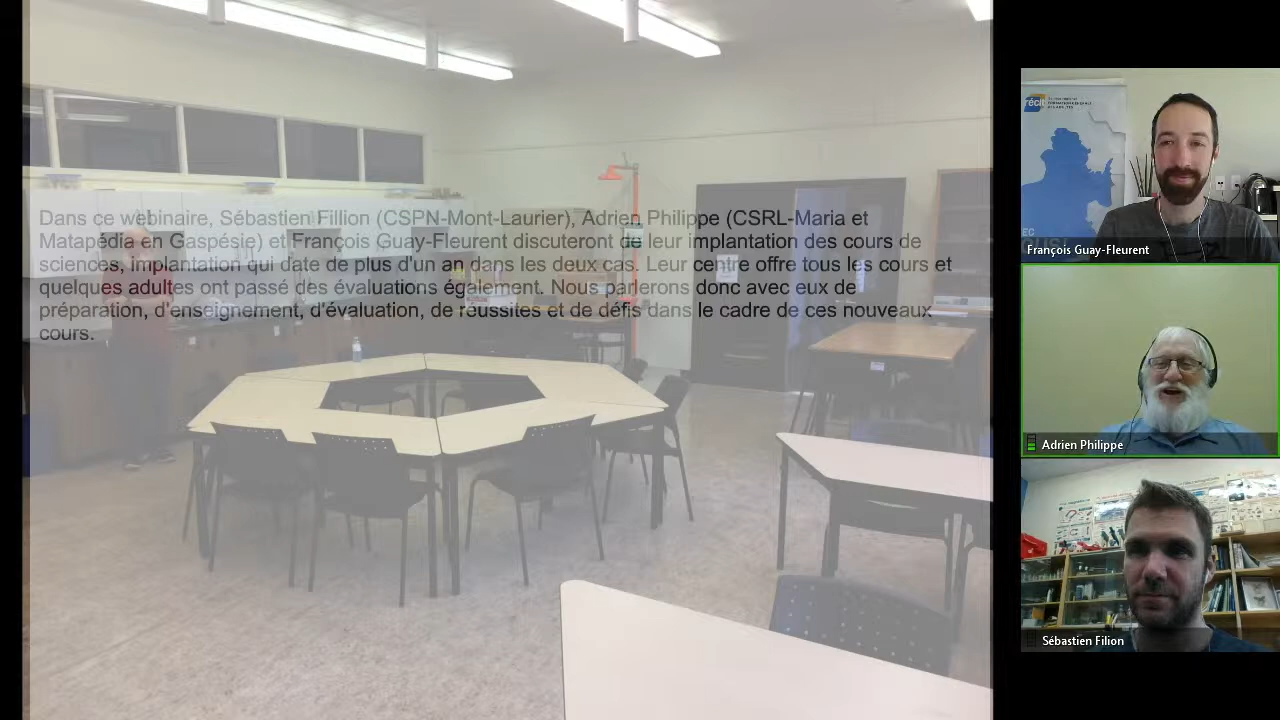 Dans ce webinaire, Sébastien Fillion (CSPN-Mont-Laurier), Adrien Philippe (CSRL-Maria et
Matapédia en Gaspésie) et François Guay-Fleurent discuteront de leur implantation des cours de
sciences, implantation qui date de plus d'un an dans les deux cas. Leur centre offre tous les cours et
quelques adultes ont passé des évaluations également. Nous parlerons donc avec eux de
préparation, d'enseignement, d'évaluation, de réussites et de défis dans le cadre de ces nouveaux
cours.
récit
François Guay-Fleurent
Adrien Philippe
Sébastien Filion